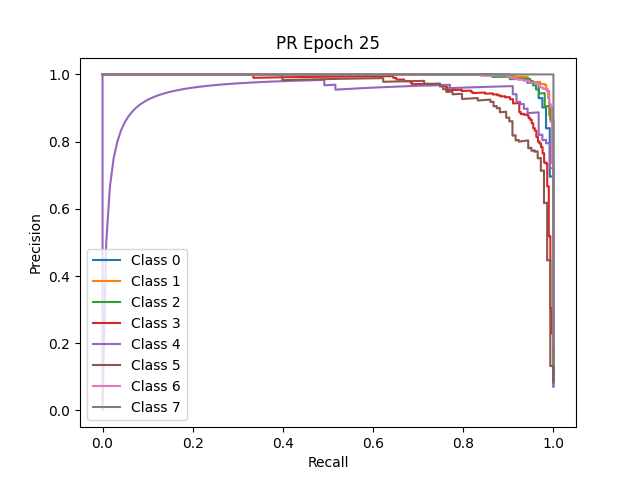 PR Epoch 25
Precision
1.0
0.8
0.6
0.4
0.2
0.0
Class 0
Class 1
Class 2
Class 3
Class 4
Class 5
Class 6
Class 7
0.0 0.2 0.4 0.6 0.8 1.0
Recall